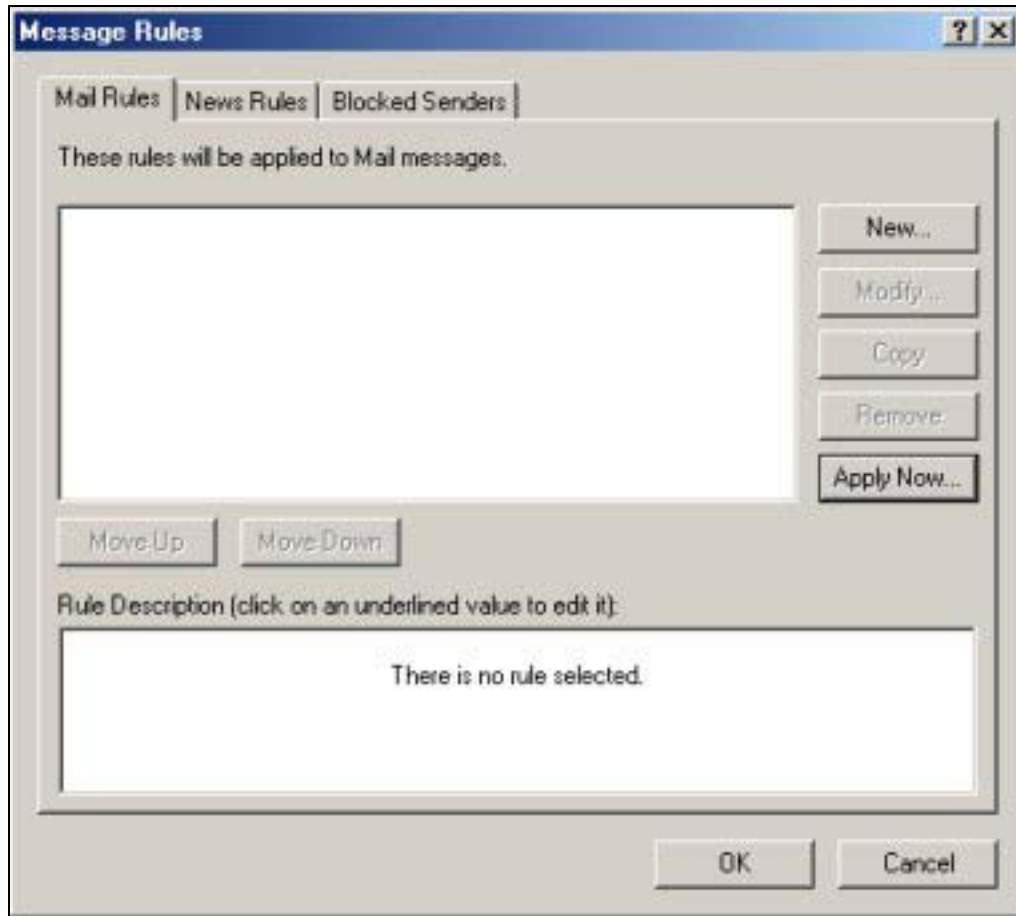 Message Rules
Mail Rules News Rules Blocked Senders
These rules will be applied to Mail messages.
New...
Modify...
Copy
Remove
Apply Now...
Move Up Move Down
Rule Description (click on an underlined value to edit it):
There is no rule selected.
OK Cancel